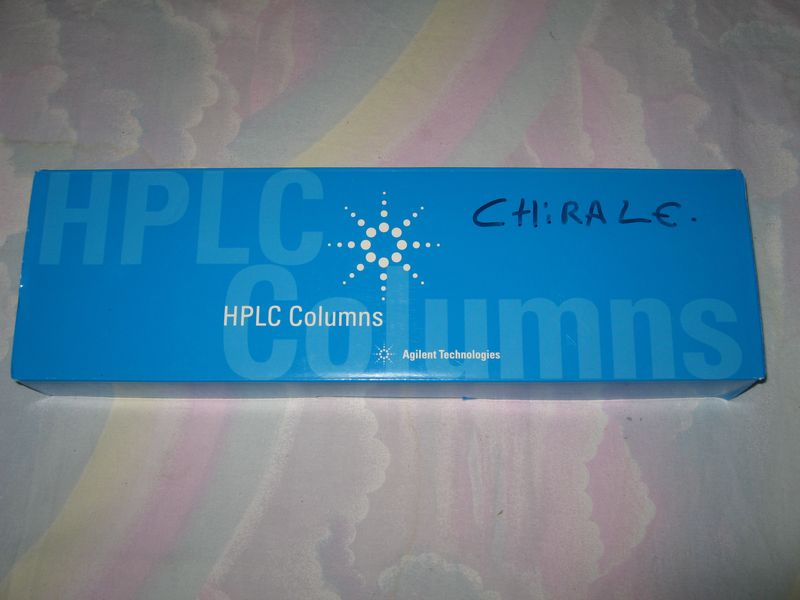 HPLC
Columns
CHiRALE.
HPLC Columns
Agilent Technologies